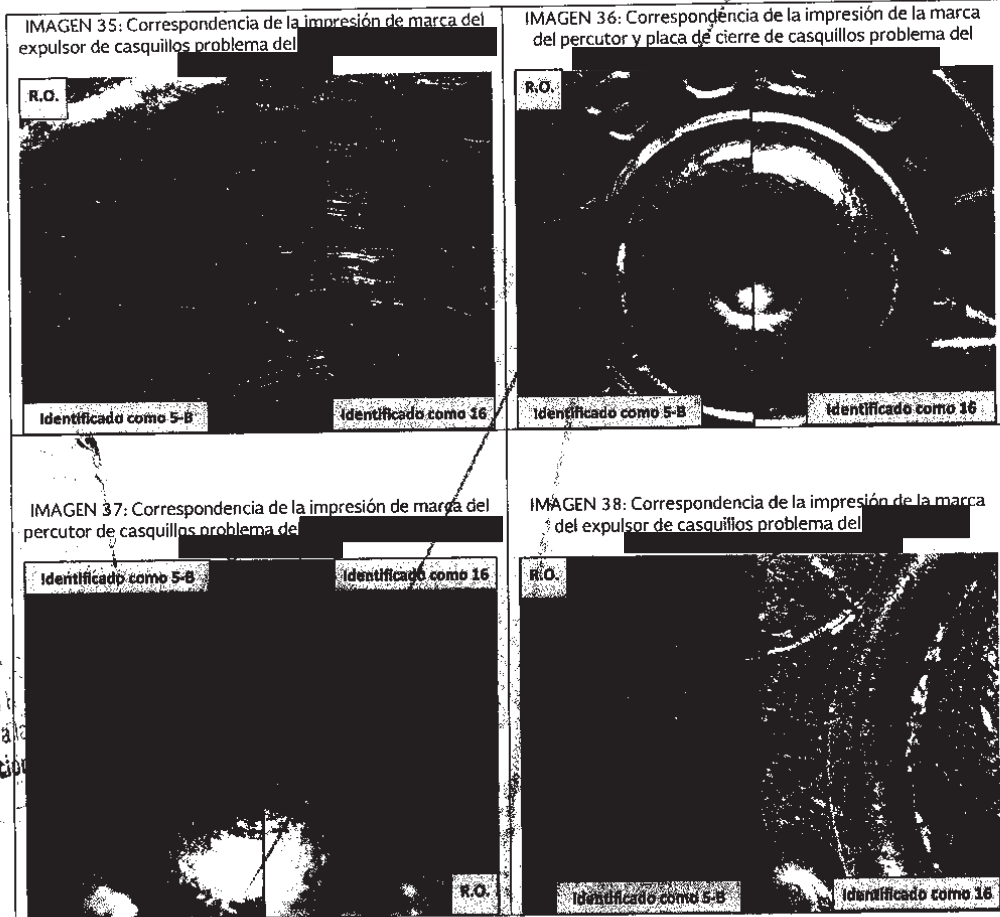 IMAGEN 35: Correspondencia de la impresión de marca del
expulsor de casquillos problema del
R.O.
Identificado como 5-B
Identificado como 16
IMAGEN 36: Correspondencia de la impresión de la marca
del percutor y placa de cierre de casquillos problema del
R.O.
Identificado como 5-B
Identificado como 16
IMAGEN 37: Correspondencia de la impresión de marca del
percutor de casquillos problema del
Identificado como 5-B
Identificado como 16
R.O.
IMAGEN 38: Correspondencia de la impresión de la marca
del expulsor de casquillos problema del
R.O.
Identificado como 5-B
Identificado como 16
a la